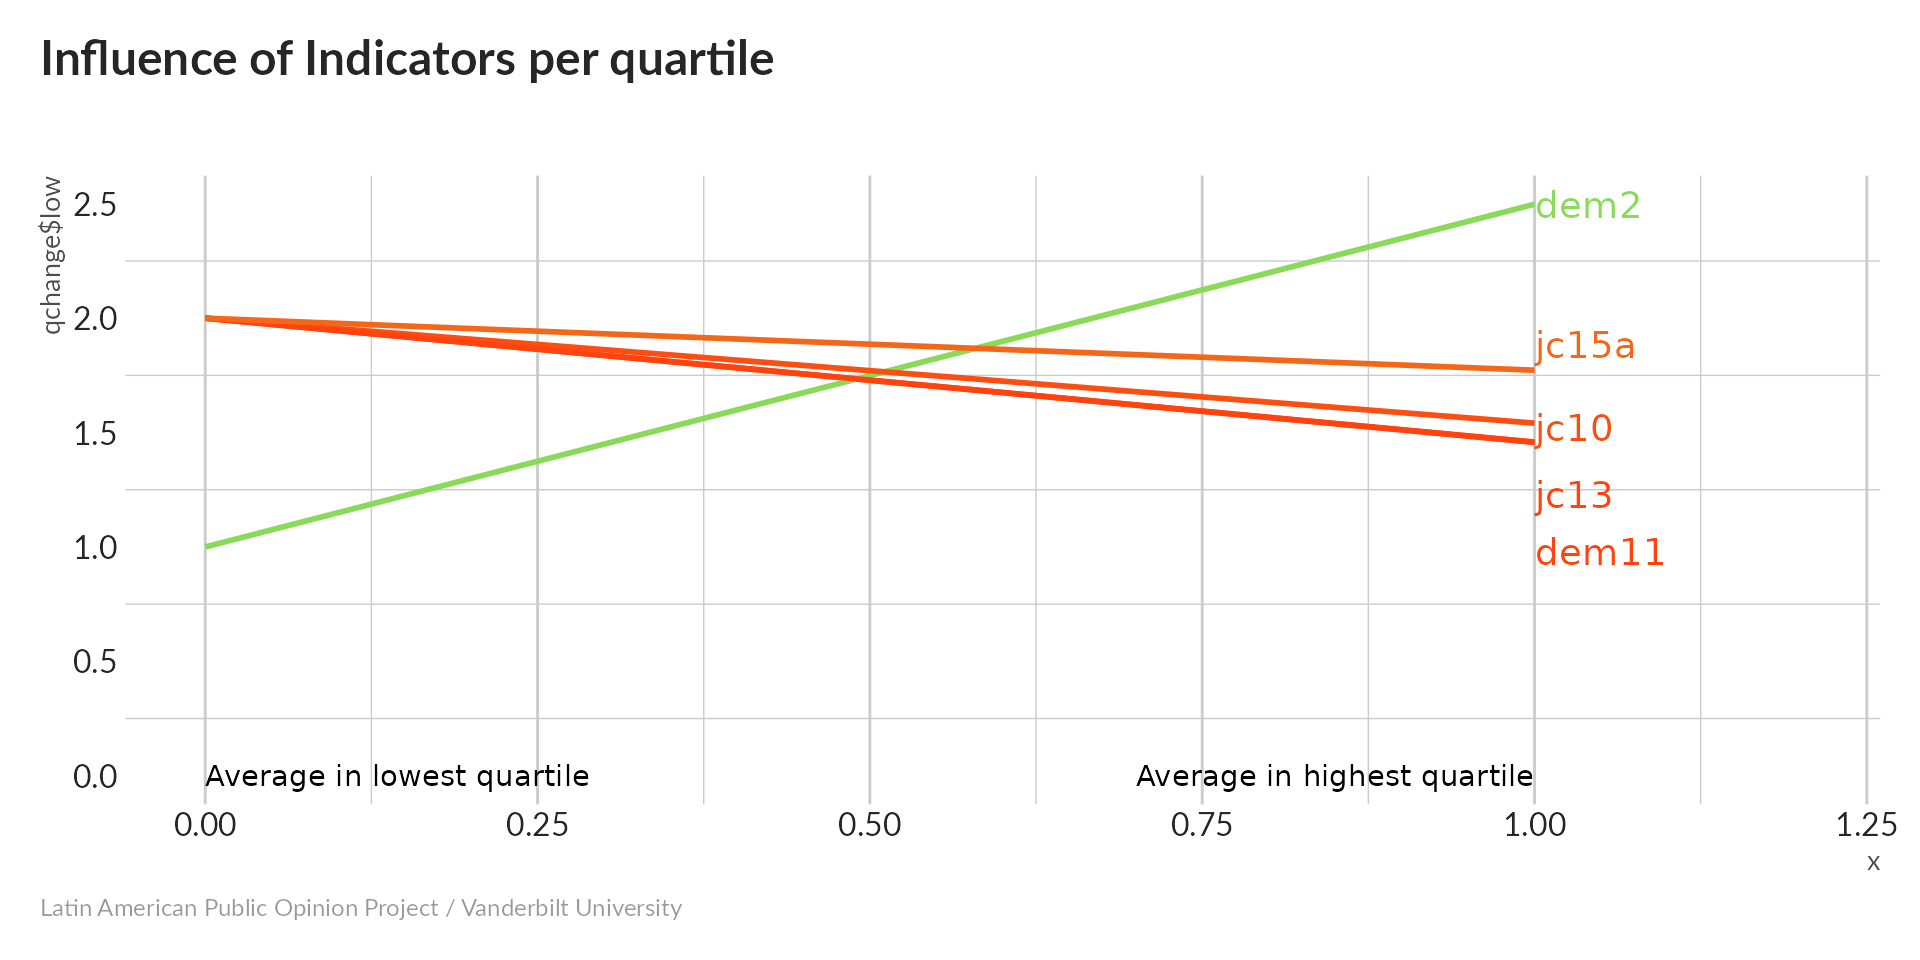 Influence of Indicators per quartile
qchange$low
2.5
2.0
1.5
1.0
0.5
0.0
dem2
jc15a
jc10
jc13
dem11
Average in lowest quartile
Average in highest quartile
0.00
0.25
0.50
0.75
1.00
1.25
x
Latin American Public Opinion Project / Vanderbilt University